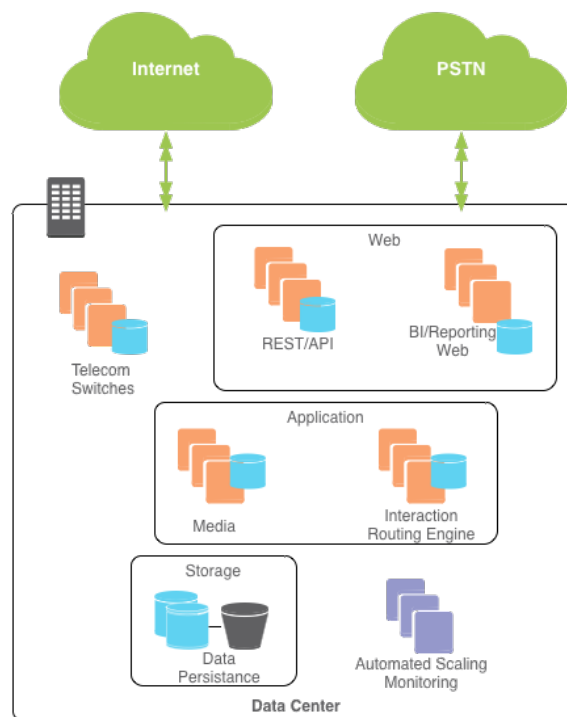 Internet
PSTN
Web
REST/API
BI/Reporting
Web
Telecom
Switches
Application
Media
Interaction
Routing Engine
Storage
Data
Persistance
Automated Scaling
Monitoring
Data Center